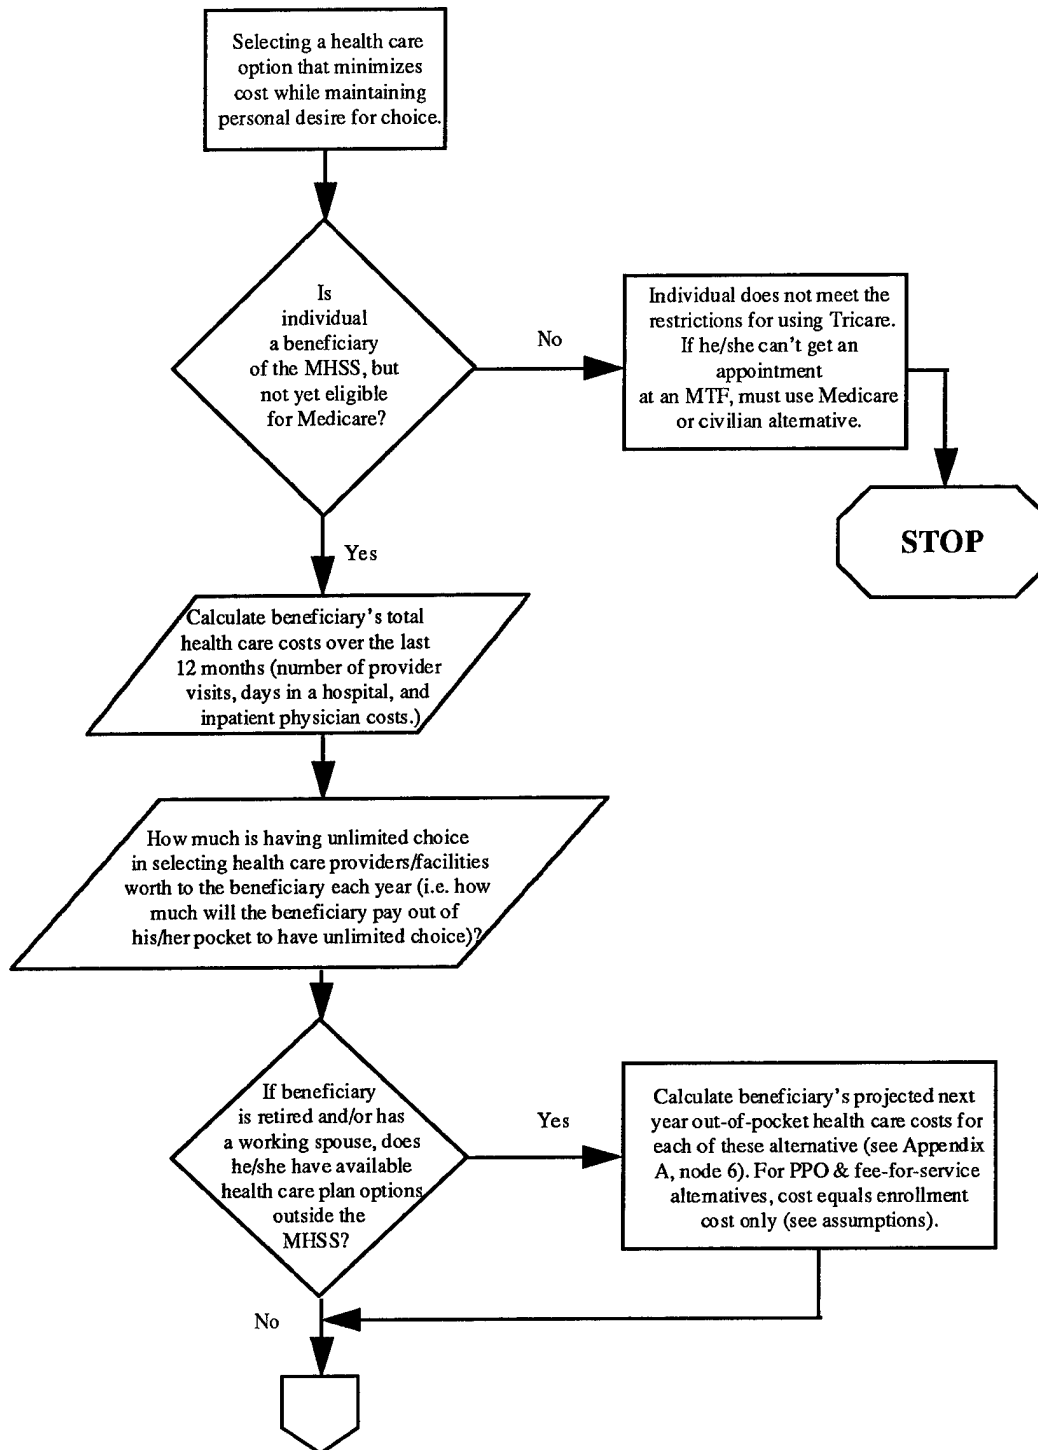 Selecting a health care
option that minimizes
cost while maintaining
personal desire for choice.
Is
individual
a beneficiary
of the MHSS, but
not yet eligible
for Medicare?
No
Individual does not meet the
restrictions for using Tricare.
If he/she can't get an
appointment
at an MTF, must use Medicare
or civilian alternative.
STOP
Yes
Calculate beneficiary's total
health care costs over the last
12 months (number of provider
visits, days in a hospital, and
inpatient physician costs.)
How much is having unlimited choice
in selecting health care providers/facilities
worth to the beneficiary each year (i.e. how
much will the beneficiary pay out of
his/her pocket to have unlimited choice)?
If beneficiary
is retired and/or has
a working spouse, does
he/she have available
health care plan options
outside the
MHSS?
Yes
Calculate beneficiary's projected next
year out-of-pocket health care costs for
each of these alternative (see Appendix
A, node 6). For PPO & fee-for-service
alternatives, cost equals enrollment
cost only (see assumptions).
No